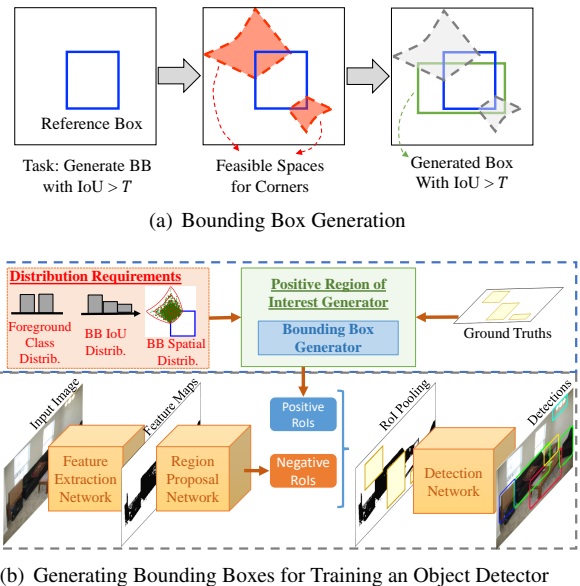 Reference Box
Task: Generate BB
with IoU > T
Feasible Spaces
for Corners
Generated Box
With IoU > T
(a) Bounding Box Generation
Distribution Requirements
Foreground
Class
Distrib.
BB IoU
Distrib.
BB Spatial
Distrib.
Positive Region of
Interest Generator
Bounding Box
Generator
Ground Truths
Input Image
Feature Extraction
Network
Feature Maps
Region
Proposal
Network
Positive
RoIs
Negative
RoIs
RoI Pooling
Detection
Network
Detections
(b) Generating Bounding Boxes for Training an Object Detector